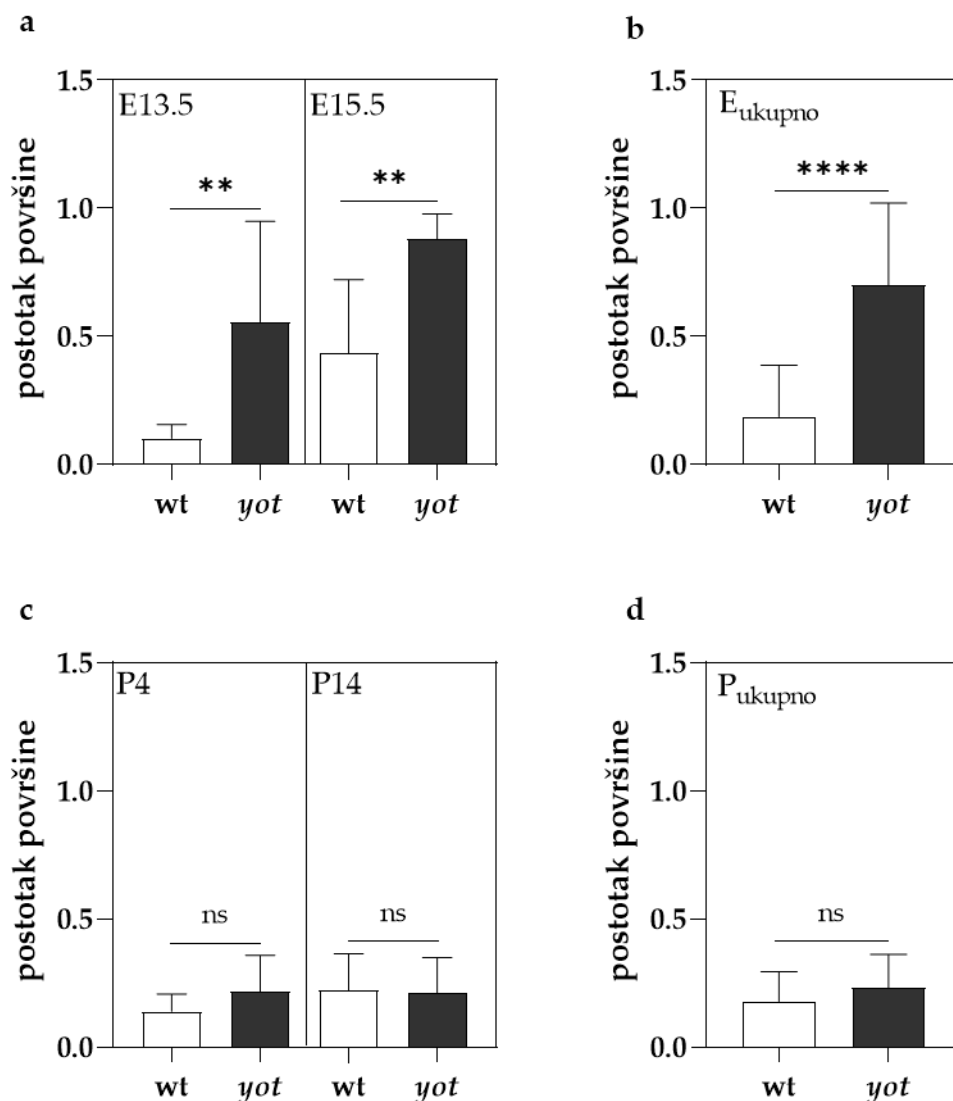 a
postotak površine
1.5
1.0
0.5
0.0
E13.5
E15.5
**
**
wt
yot
wt
yot
b
postotak površine
1.5
1.0
0.5
0.0
Eukupno
****
wt
yot
c
postotak površine
1.5
1.0
0.5
0.0
P4
P14
ns
ns
wt
yot
wt
yot
d
postotak površine
1.5
1.0
0.5
0.0
Pukupno
ns
wt
yot